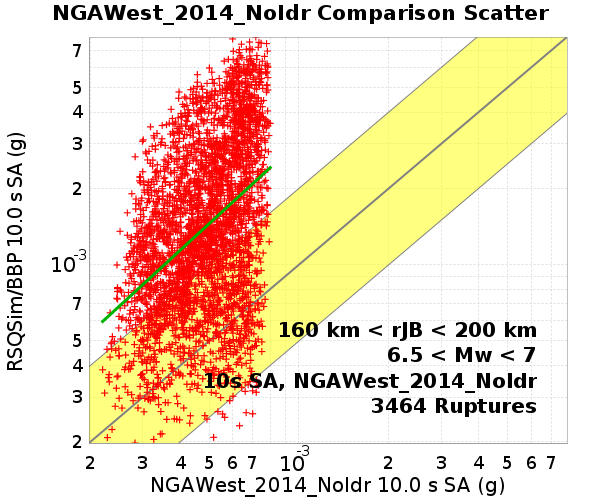 NGAWest_2014_NoIdr Comparison Scatter
7
5
4
3
2
10-3
7
5
4
3
2
RSQSim/BBP 10.0 s SA (g)
160 km < rJB < 200 km
6.5 < Mw < 7
10s SA, NGAWest_2014_NoIdr
3464 Ruptures
2 3 4 5 6 7 10-3 2 3 4 5 6 7
NGAWest_2014_NoIdr 10.0 s SA (g)